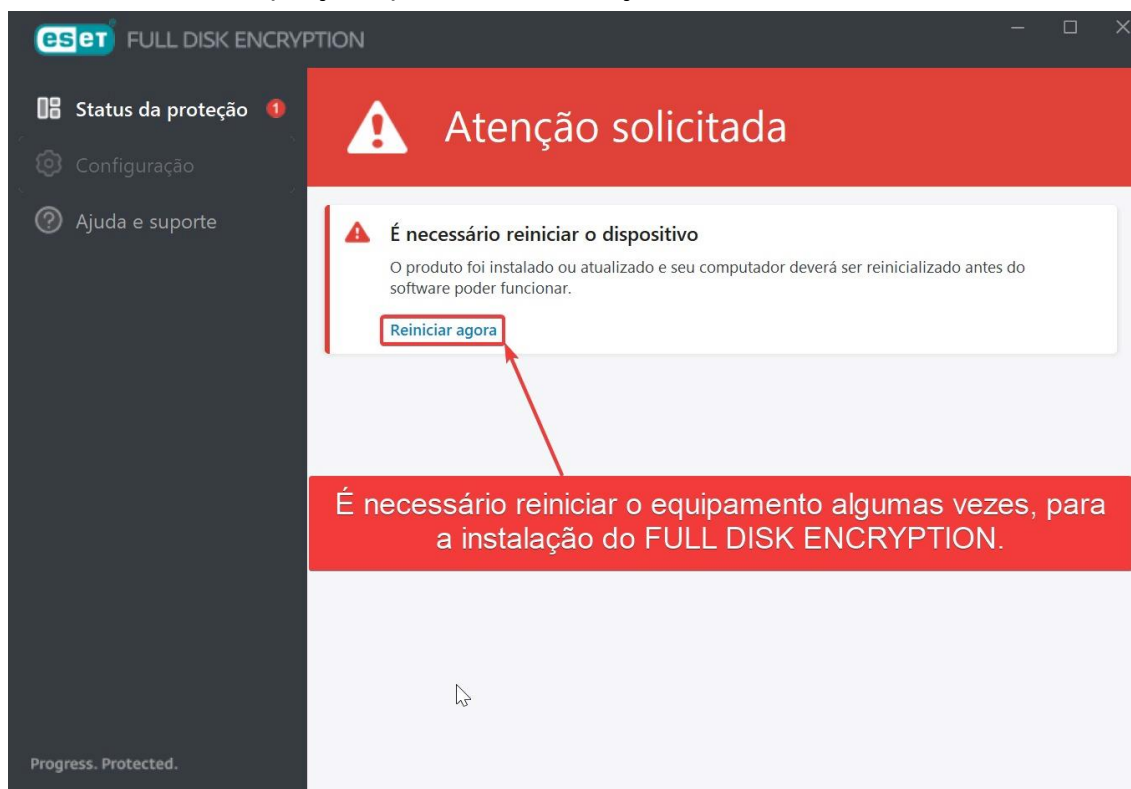 eset FULL DISK ENCRYPTION
Status da proteção 1
Configuração
Ajuda e suporte
Atenção solicitada
É necessário reiniciar o dispositivo
O produto foi instalado ou atualizado e seu computador deverá ser reinicializado antes do
software poder funcionar.
Reiniciar agora
É necessário reiniciar o equipamento algumas vezes, para
a instalação do FULL DISK ENCRYPTION.
Progress. Protected.